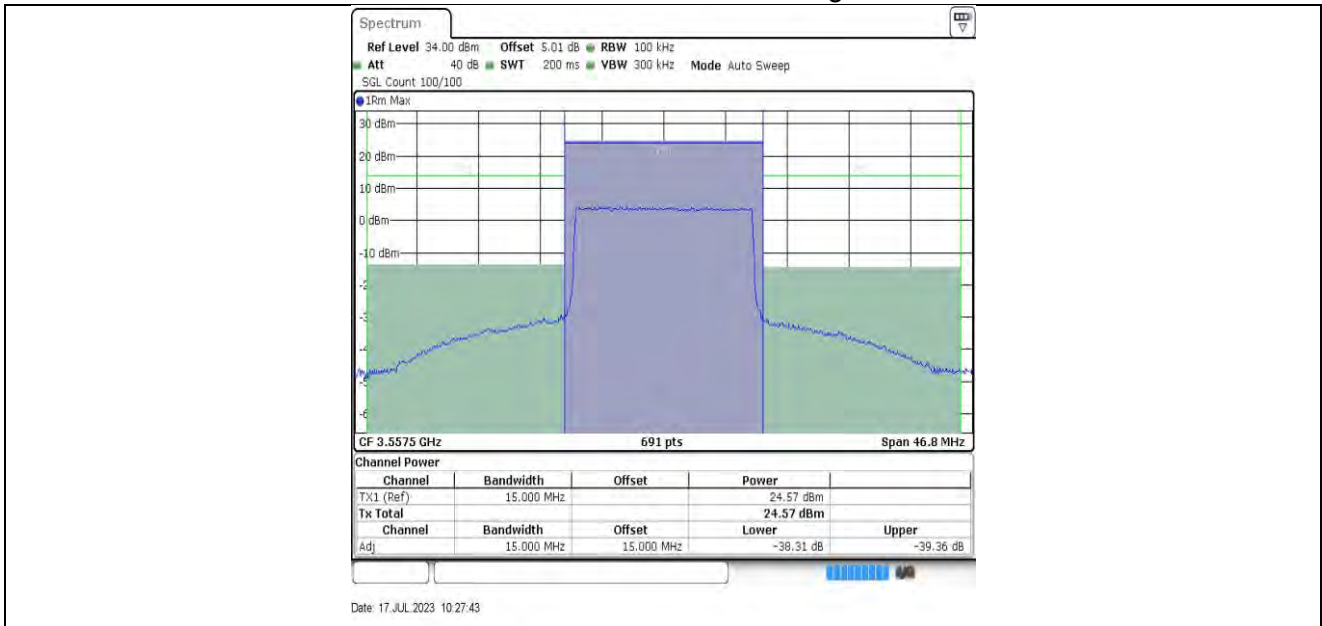 Spectrum
Ref Level 34.00 dBm Offset 5.01 dB RBW 100 kHz
Att 40 dB SWT 200 ms VBW 300 kHz Mode Auto Sweep
SGL Count 100/100
1Rm Max
30 dBm
20 dBm
10 dBm
0 dBm
-10 dBm
-2
-3
-4
-5
-6
CF 3.5575 GHz 691 pts Span 46.8 MHz
Channel Power
Channel Bandwidth Offset Power
TX1 (Ref) 15.000 MHz 24.57 dBm
Tx Total 24.57 dBm
Channel Bandwidth Offset Lower Upper
Adj 15.000 MHz 15.000 MHz -38.31 dB -39.36 dB
Date: 17.JUL.2023 10:27:43